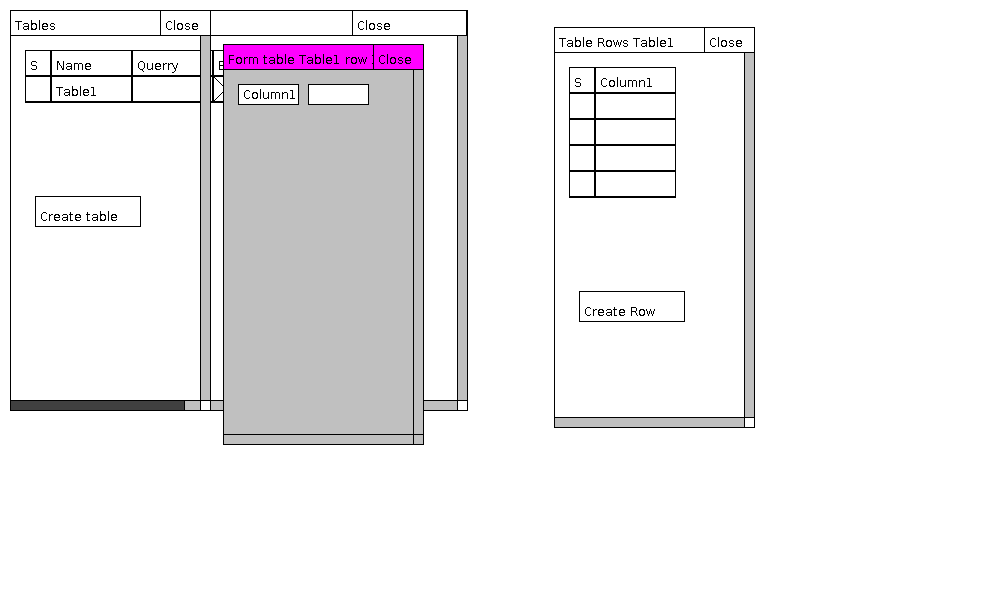 Tables Close Close
S Name Querry
Table1
Create table
Form table Table1 row Close
Column1
Table Rows Table1 Close
S Column1
Create Row